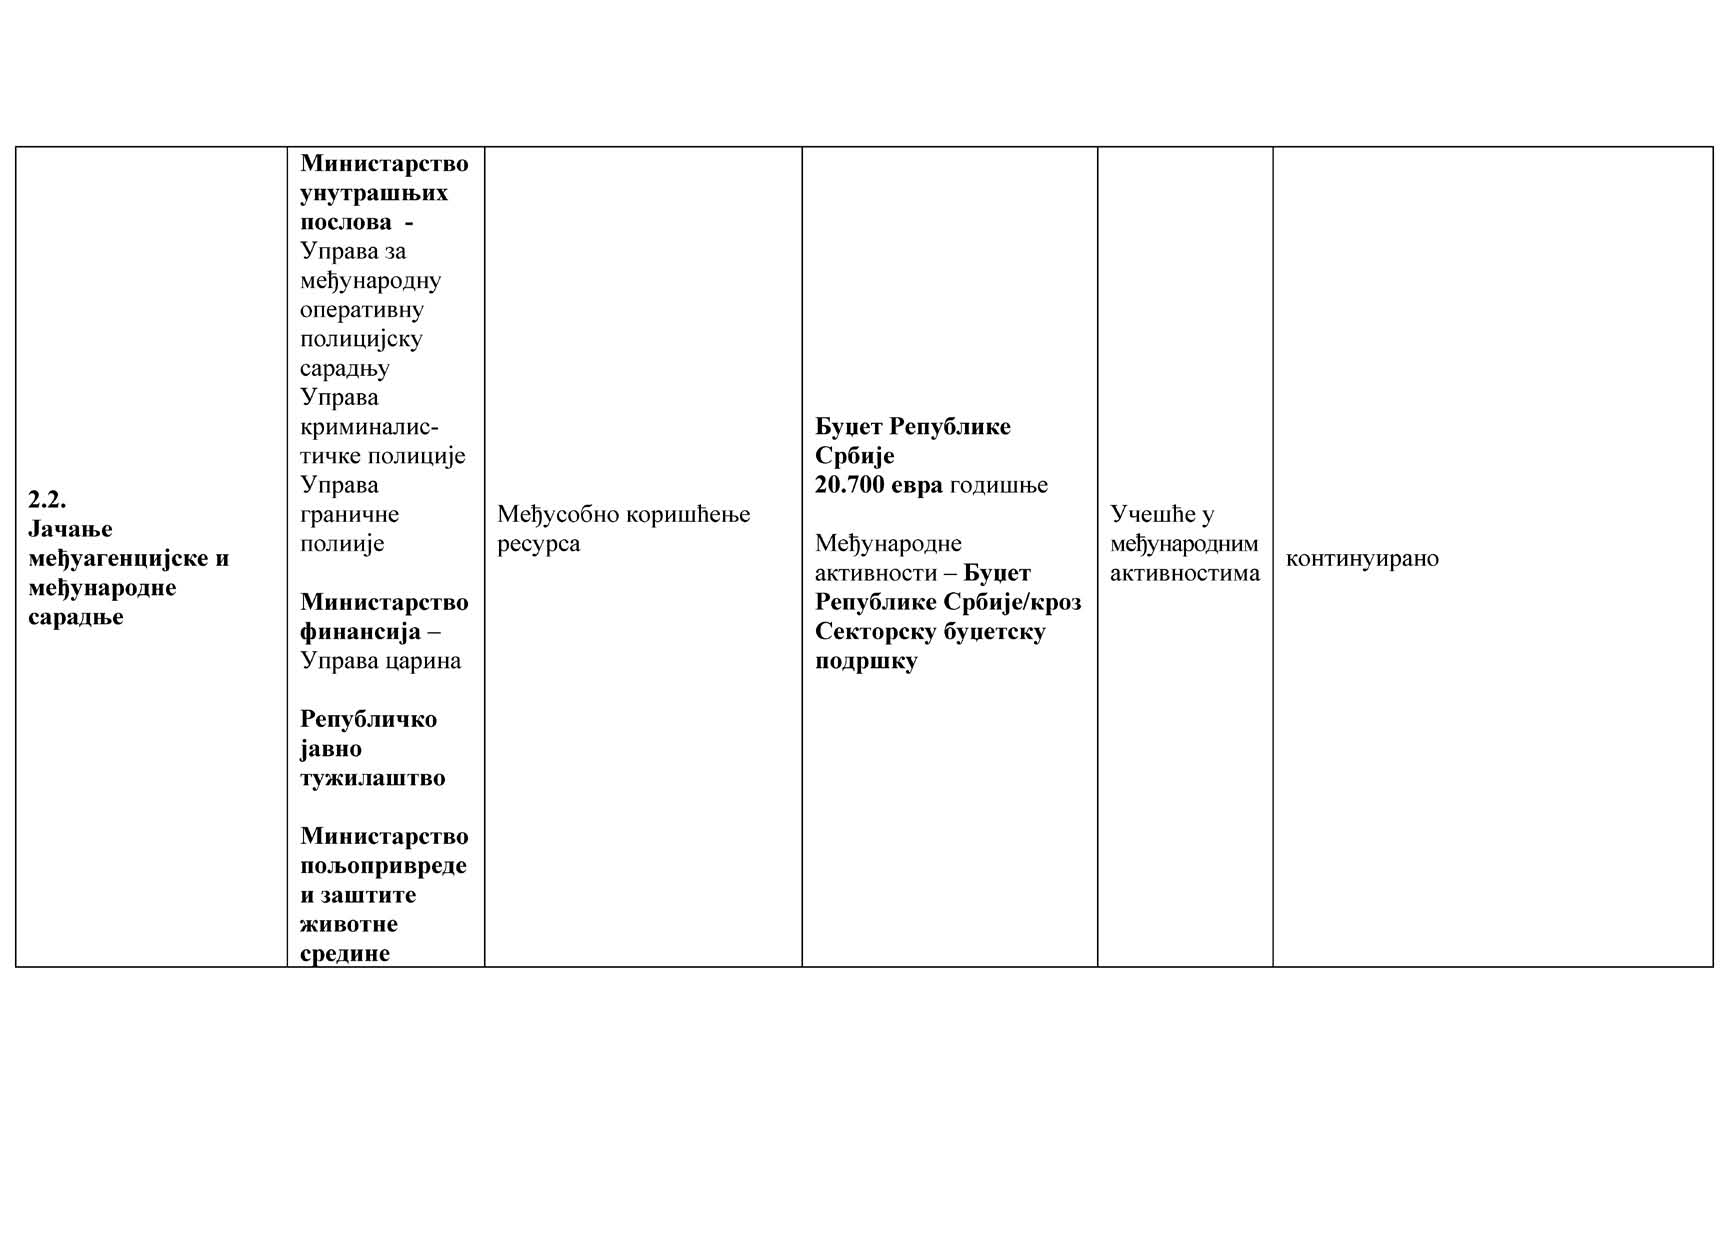 2.2.
Јачање
међуагенцијске и
међународне
сарадње
Министарство
унутрашњих
послова  -
Управа за
међународну
оперативну
полицијску
сарадњу
Управа
криминалис-
тичке полиције
Управа
граничне
полиије
Министарство
финансија –
Управа царина
Републичко
јавно
тужилаштво
Министарство
пољопривреде
и заштите
животне
средине
Међусобно коришћење
ресурса
Буџет Републике
Србије
20.700 евра годишње
Међународне
активности – Буџет
Републике Србије/кроз
Секторску буџетску
подршку
Учешће у
међународним
активностима
континуирано